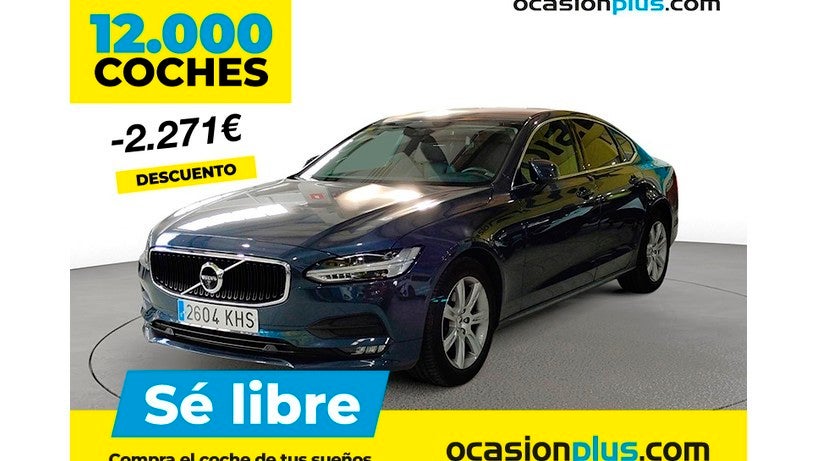 ocasionplus.com
12.000
COCHES
-2.271€
DESCUENTO
VOLVO
2604 KHS
Sé libre
Compra el coche de tus sueños
ocasionplus.com